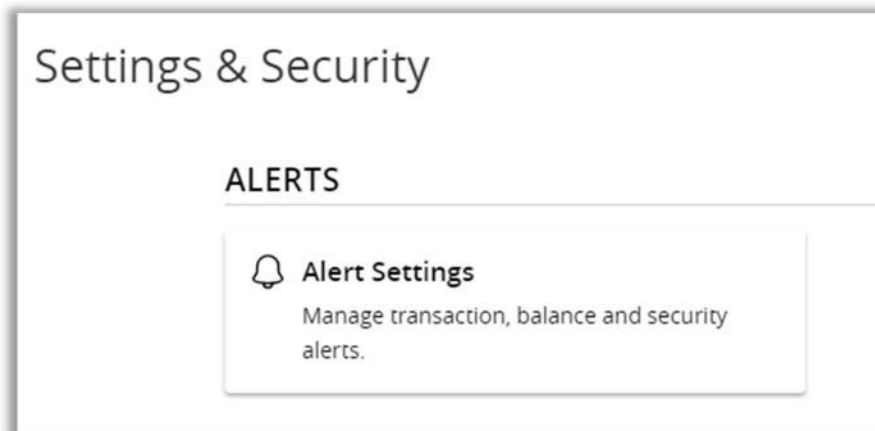 Settings & Security
ALERTS
Alert Settings
Manage transaction, balance and security
alerts.